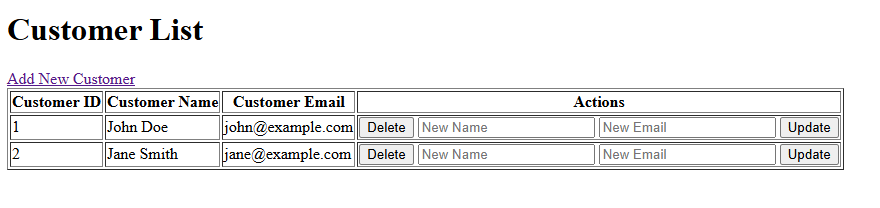 Customer List
Add New Customer
Customer ID Customer Name Customer Email Actions
1 John Doe john@example.com Delete New Name New Email Update
2 Jane Smith jane@example.com Delete New Name New Email Update